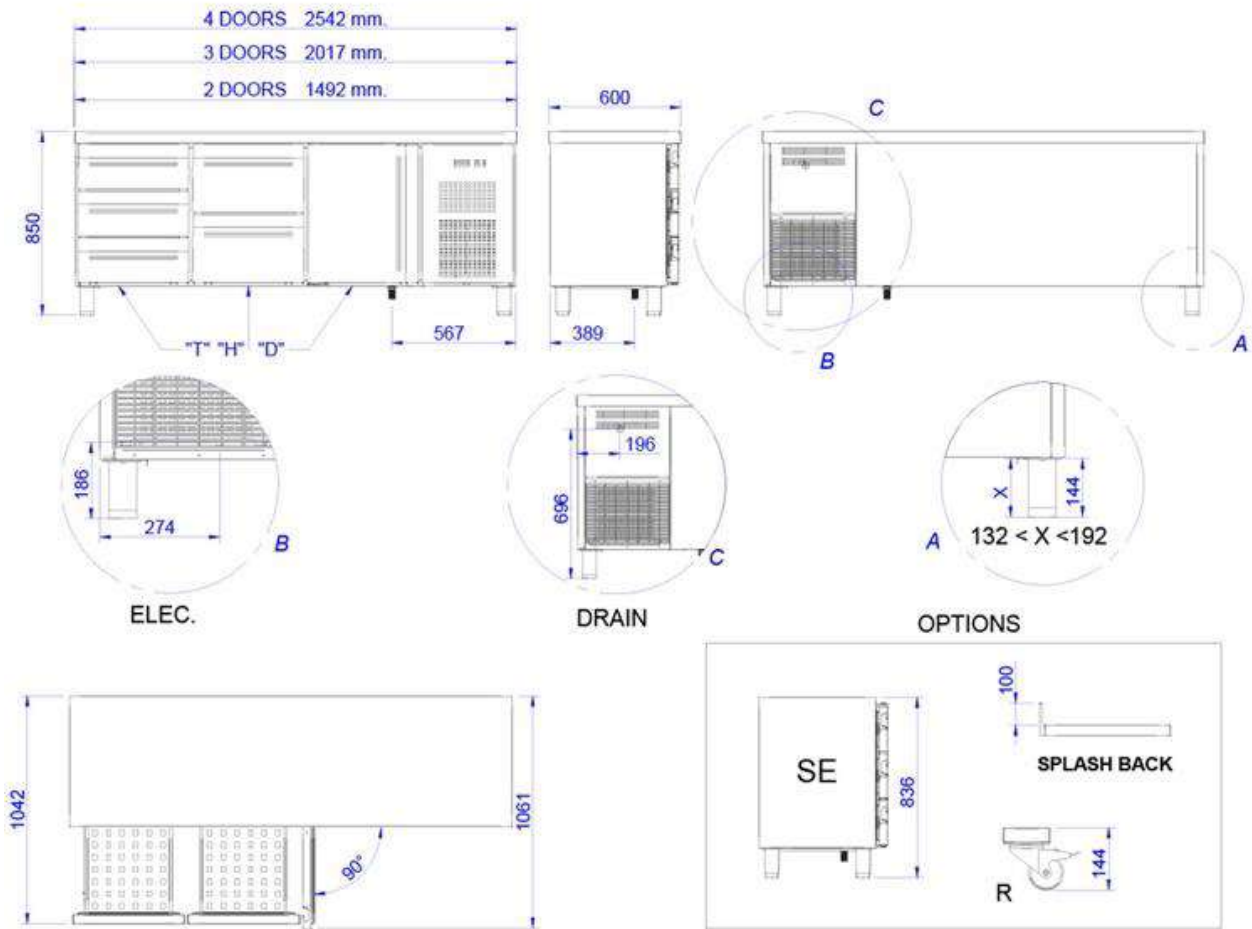 4 DOORS 2542 mm.
3 DOORS 2017 mm.
2 DOORS 1492 mm.
600
C
850
"T" "H" "D"
567
389
B
A
186
274
B
ELEC.
196
696
C
DRAIN
X
144
A
132 < X <192
OPTIONS
1042
90°
1061
SE
836
100
SPLASH BACK
R
144